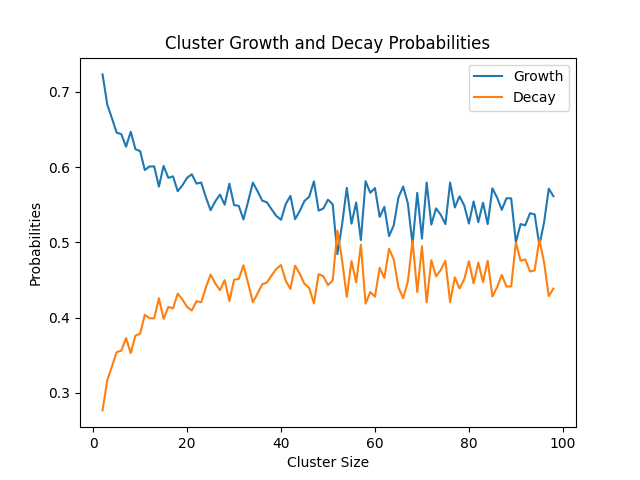 Cluster Growth and Decay Probabilities
Growth
Decay
Probabilities
0.7
0.6
0.5
0.4
0.3
0
20
40
60
80
100
Cluster Size